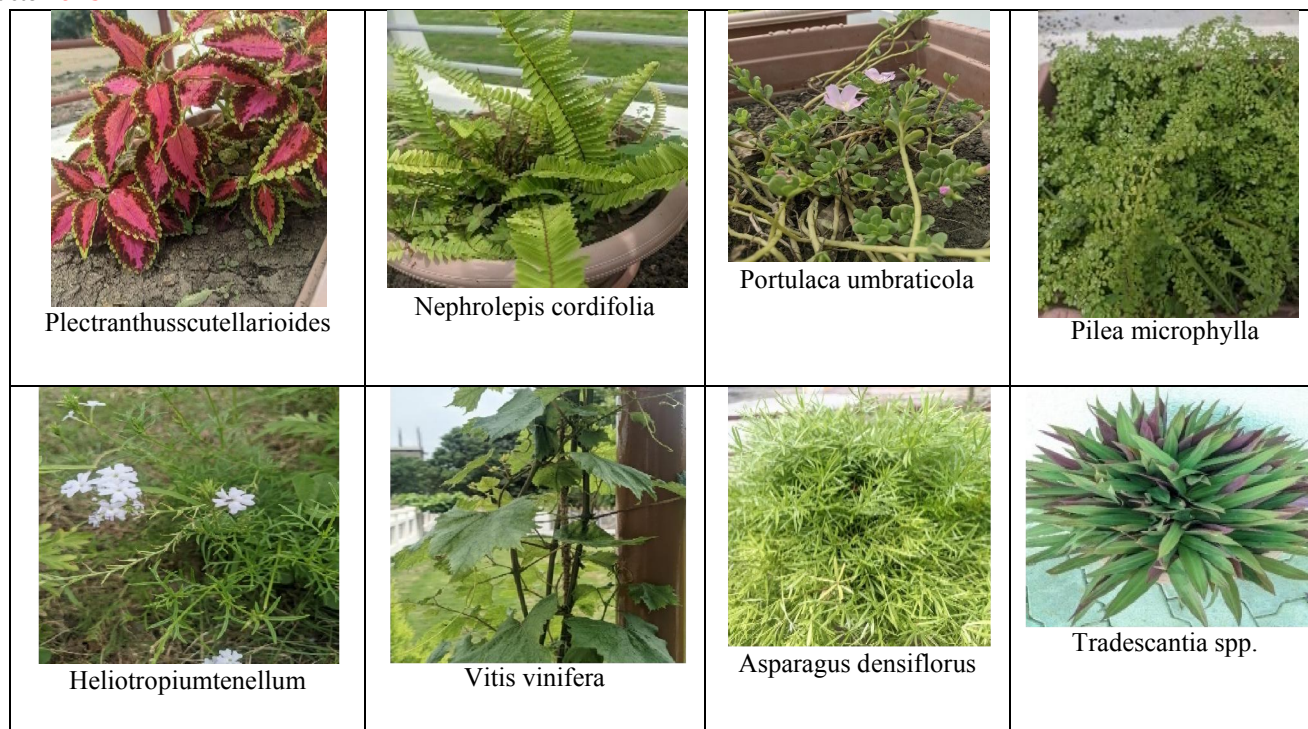 Plectranthusscutellarioides
Nephrolepis cordifolia
Portulaca umbraticola
Pilea microphylla
Heliotropiumtenellum
Vitis vinifera
Asparagus densiflorus
Tradescantia spp.